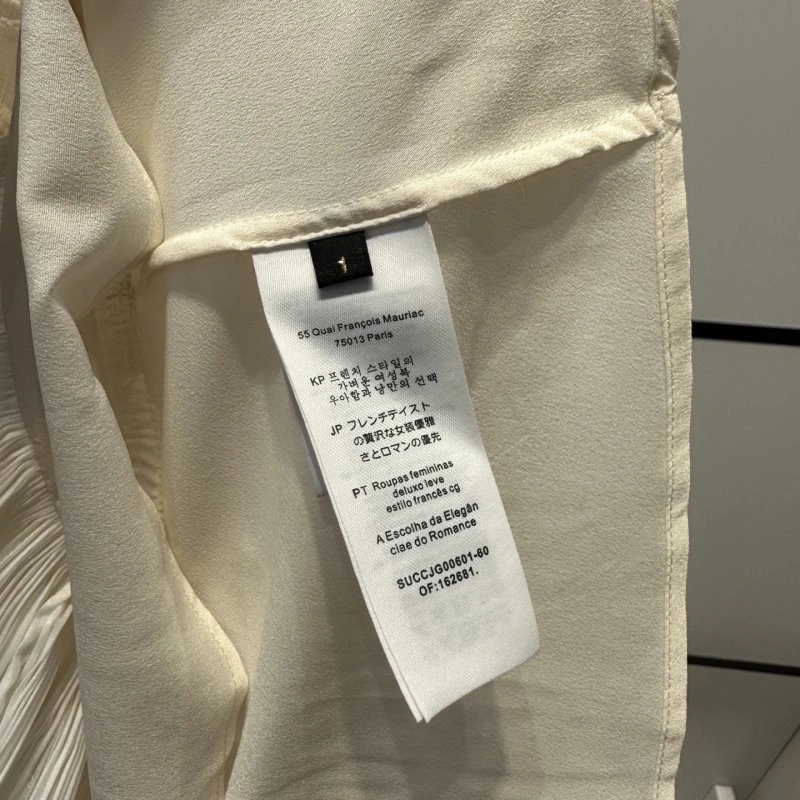 1
55 Quai François Mauriac
75013 Paris
KP 프렌치 스타일의
가벼운 여성복
우아함과 낭만의 선택
JP フレンチテイスト
の贅沢な女装優雅
さとロマンの優先
PT Roupas femininas
deluxo leve
estilo francês cg
A Escolha da Elegân
ciae do Romance
SUCCJG00601-60
OF:162681.